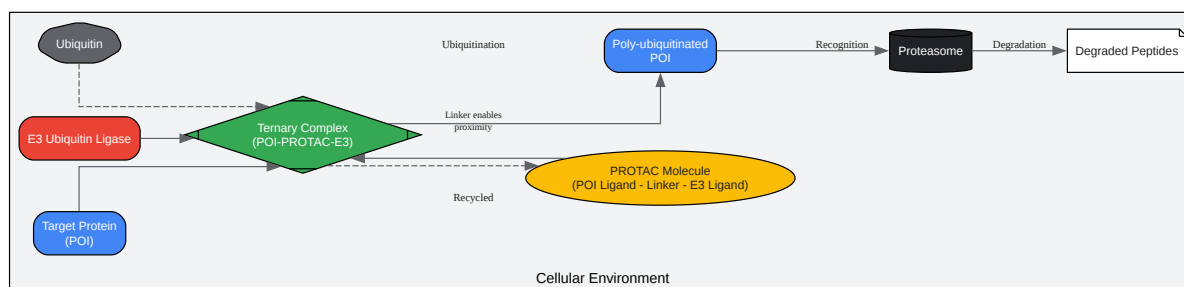 Ubiquitin
Ubiquitination
Poly-ubiquitinated
POI
Recognition
Proteasome
Degradation
Degraded Peptides
E3 Ubiquitin Ligase
Ternary Complex
(POI-PROTAC-E3)
Linker enables
proximity
PROTAC Molecule
(POI Ligand - Linker - E3 Ligand)
Recycled
Target Protein
(POI)
Cellular Environment